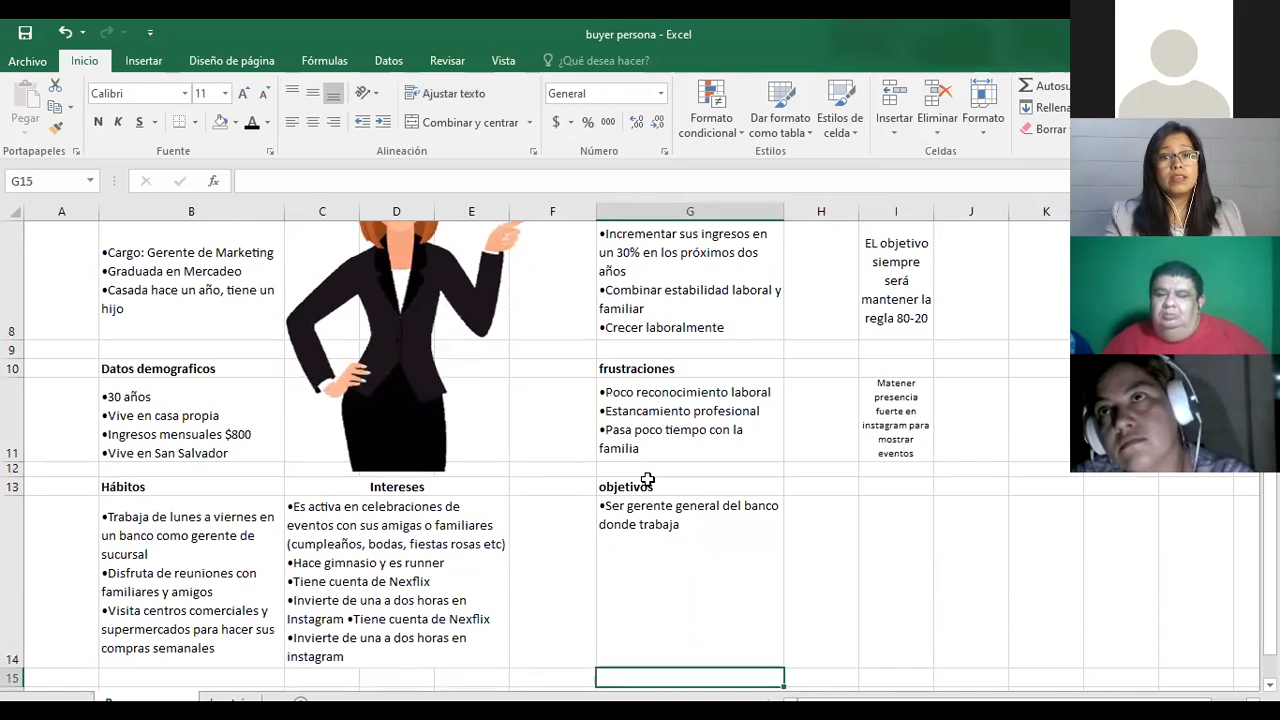 buyer persona - Excel
Archivo Inicio Insertar Diseño de página Fórmulas Datos Revisar Vista ¿Qué desea hacer?
Pegar
Calibri 11
N K S
Ajustar texto
Combinar y centrar
General
$ % 000
Formato condicional
Dar formato como tabla
Estilos de celda
Insertar Eliminar Formato
Rellena
Borrar
Portapapeles Fuente Alineación Número Estilos Celdas
G15
A B C D E F G H I J K
8
•Cargo: Gerente de Marketing
•Graduada en Mercadeo
•Casada hace un año, tiene un
hijo
•Incrementar sus ingresos en
un 30% en los próximos dos
años
•Combinar estabilidad laboral y
familiar
•Crecer laboralmente
EL objetivo
siempre
será
mantener la
regla 80-20
9
10
Datos demograficos
frustraciones
11
•30 años
•Vive en casa propia
•Ingresos mensuales $800
•Vive en San Salvador
•Poco reconocimiento laboral
•Estancamiento profesional
•Pasa poco tiempo con la
familia
Matener
presencia
fuerte en
instagram para
mostrar
eventos
12
13
Hábitos
Intereses
objetivos
14
•Trabaja de lunes a viernes en
un banco como gerente de
sucursal
•Disfruta de reuniones con
familiares y amigos
•Visita centros comerciales y
supermercados para hacer sus
compras semanales
•Es activa en celebraciones de
eventos con sus amigas o familiares
(cumpleaños, bodas, fiestas rosas etc)
•Hace gimnasio y es runner
•Tiene cuenta de Nexflix
•Invierte de una a dos horas en
Instagram •Tiene cuenta de Nexflix
•Invierte de una a dos horas en
instagram
•Ser gerente general del banco
donde trabaja
15